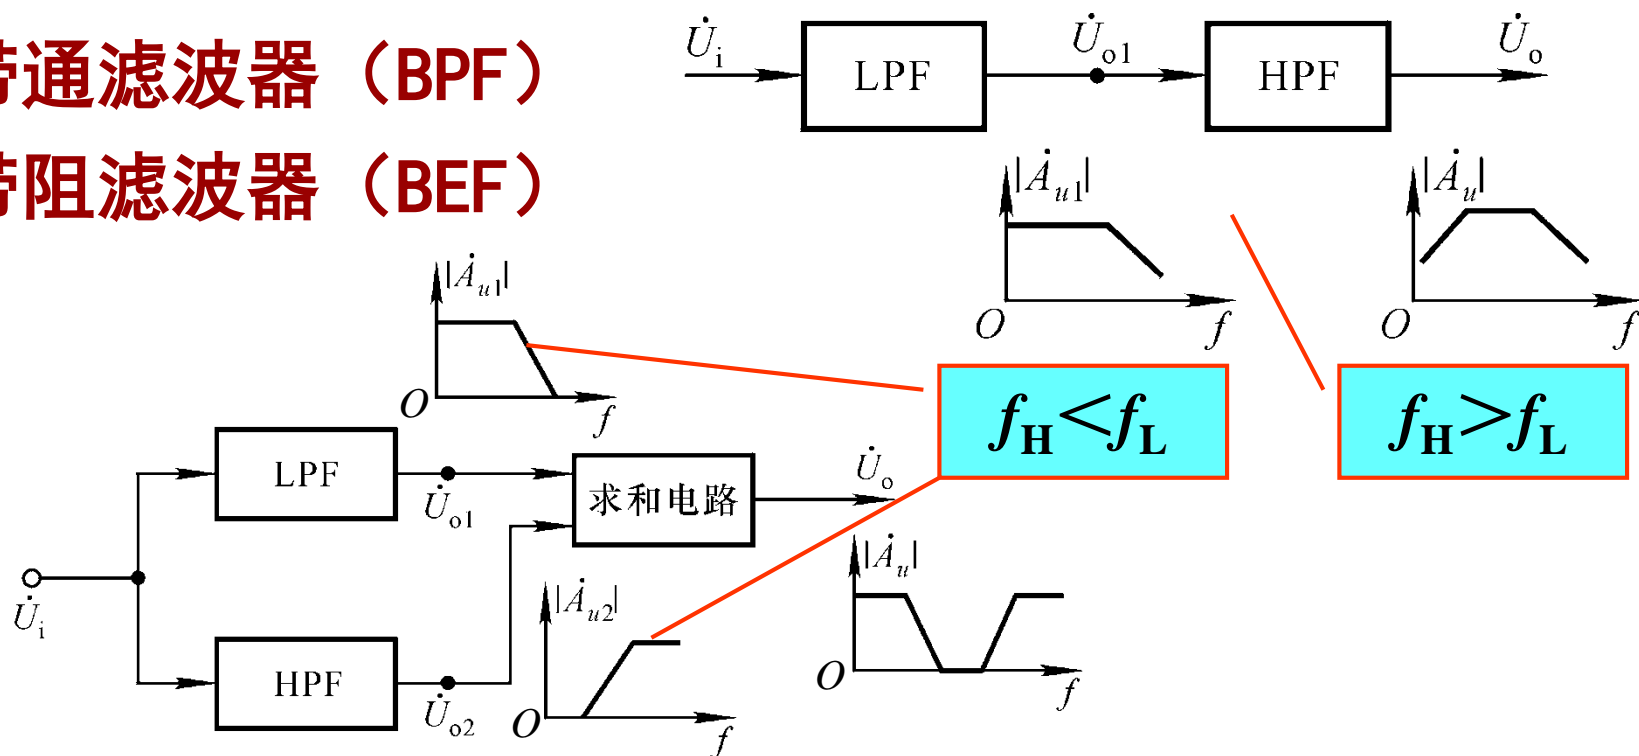 带通滤波器（BPF）
带阻滤波器（BEF）
U̇i
LPF
U̇o1
HPF
U̇o
|Ȧu1|
O
f
|Ȧu|
O
f
|Ȧu1|
O
f
fH<fL
fH>fL
LPF
U̇o1
求和电路
U̇o
U̇i
HPF
U̇o2
|Ȧu2|
O
f
|Ȧu|
O
f